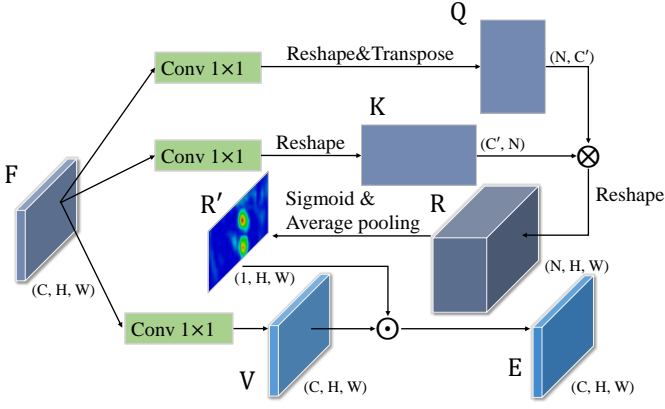 Q
Reshape&Transpose
(N, C′)
Conv 1×1
K
Reshape
(C′, N)
Conv 1×1
⊗
F
Reshape
R′
Sigmoid &
Average pooling
R
(C, H, W)
(1, H, W)
(N, H, W)
Conv 1×1
V
(C, H, W)
E
(C, H, W)